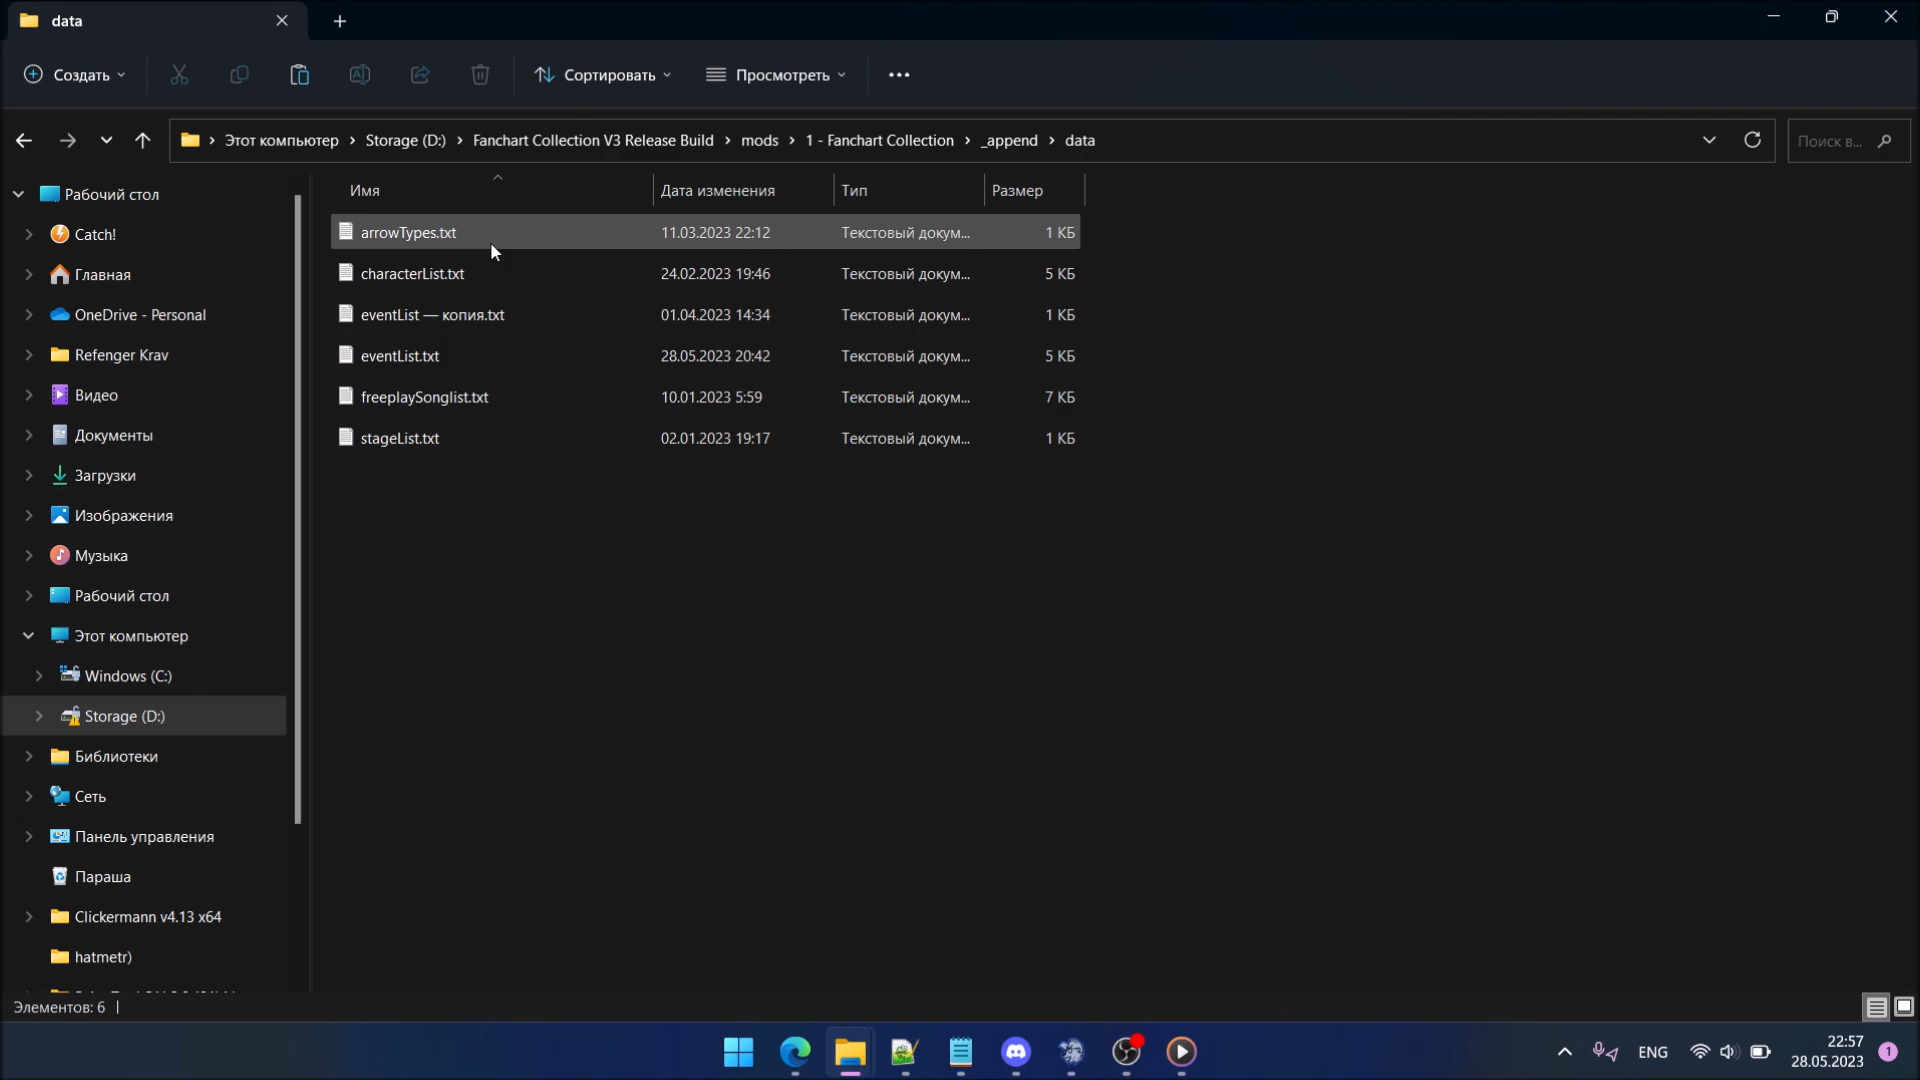 data
Создать
Сортировать
Просмотреть
Этот компьютер
Storage (D:)
Fanchart Collection V3 Release Build
mods
1 - Fanchart Collection
_append
data
Поиск в...
Рабочий стол
Catch!
Главная
OneDrive - Personal
Refenger Krav
Видео
Документы
Загрузки
Изображения
Музыка
Рабочий стол
Этот компьютер
Windows (C:)
Storage (D:)
Библиотеки
Сеть
Панель управления
Параша
Clickermann v4.13 x64
hatmetr)
Имя Дата изменения Тип Размер
arrowTypes.txt 11.03.2023 22:12 Текстовый докум... 1 КБ
characterList.txt 24.02.2023 19:46 Текстовый докум... 5 КБ
eventList — копия.txt 01.04.2023 14:34 Текстовый докум... 1 КБ
eventList.txt 28.05.2023 20:42 Текстовый докум... 5 КБ
freeplaySonglist.txt 10.01.2023 5:59 Текстовый докум... 7 КБ
stageList.txt 02.01.2023 19:17 Текстовый докум... 1 КБ
Элементов: 6
ENG
22:57
28.05.2023
1